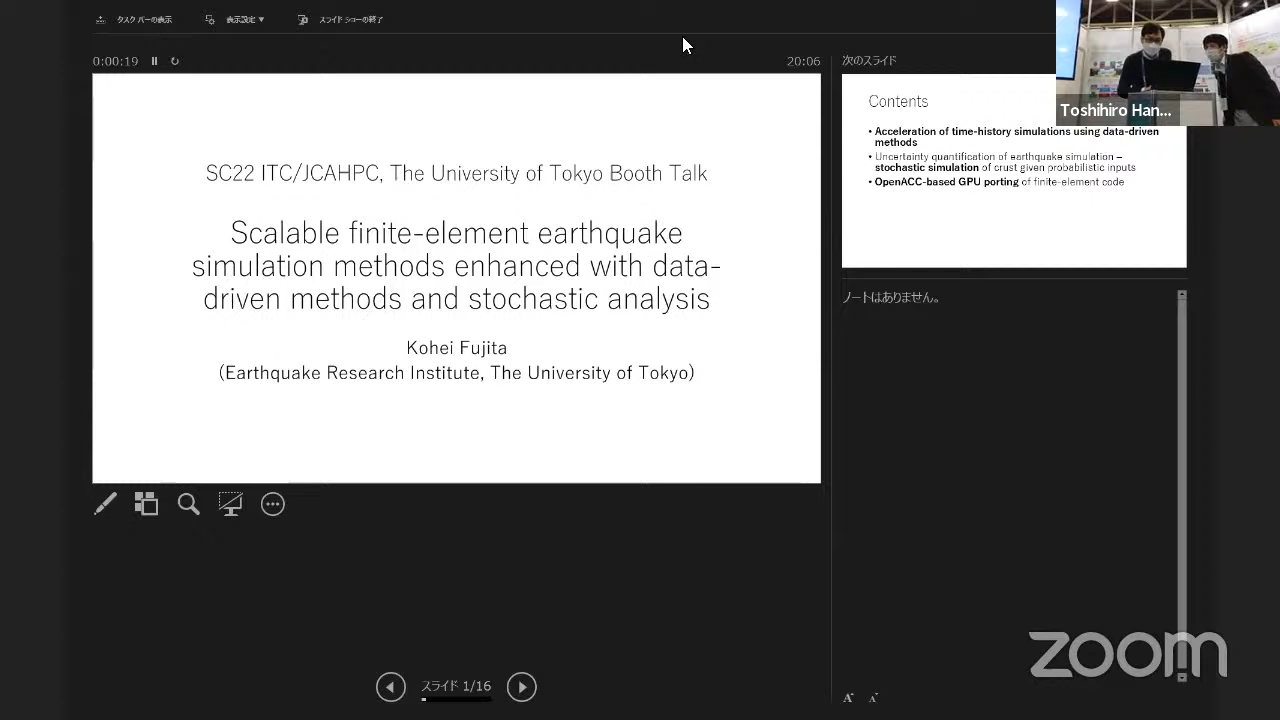 タスク バーの表示
表示設定 ▼
スライド ショーの終了
0:00:19
20:06
SC22 ITC/JCAHPC, The University of Tokyo Booth Talk
Scalable finite-element earthquake
simulation methods enhanced with data-
driven methods and stochastic analysis
Kohei Fujita
(Earthquake Research Institute, The University of Tokyo)
スライド 1/16
次のスライド
Contents
• Acceleration of time-history simulations using data-driven
methods
• Uncertainty quantification of earthquake simulation –
stochastic simulation of crust given probabilistic inputs
• OpenACC-based GPU porting of finite-element code
ノートはありません。
A A
Toshihiro Han...
zoom